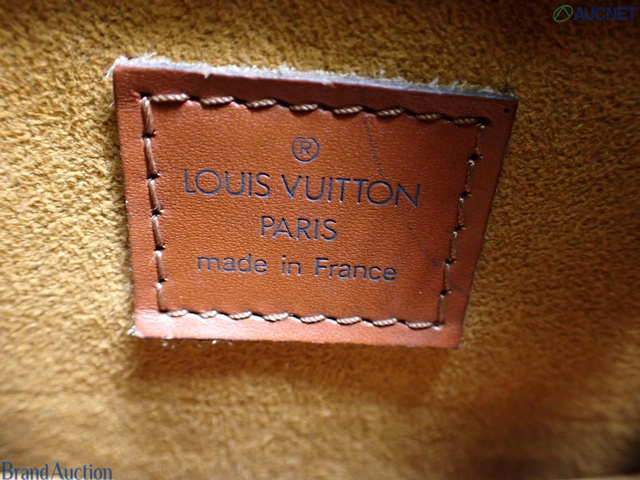 AUCNET
®
LOUIS VUITTON
PARIS
made in France
BrandAuction